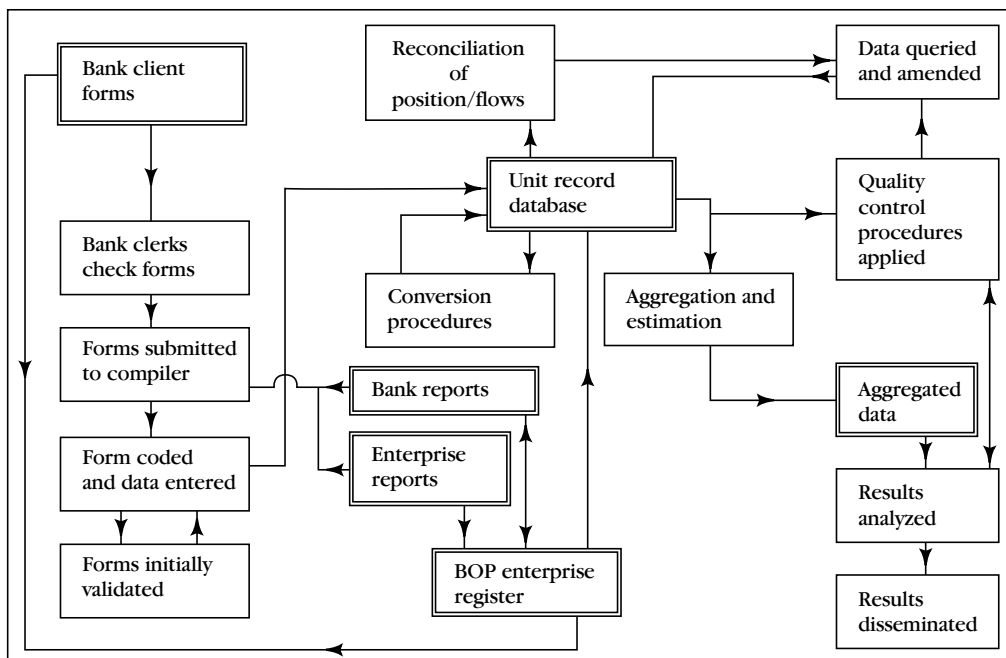 Bank client
forms
Bank clerks
check forms
Forms submitted
to compiler
Form coded
and data entered
Forms initially
validated
Reconciliation
of
position/flows
Unit record
database
Conversion
procedures
Bank reports
Enterprise
reports
BOP enterprise
register
Data queried
and amended
Quality
control
procedures
applied
Aggregation and
estimation
Aggregated
data
Results
analyzed
Results
disseminated